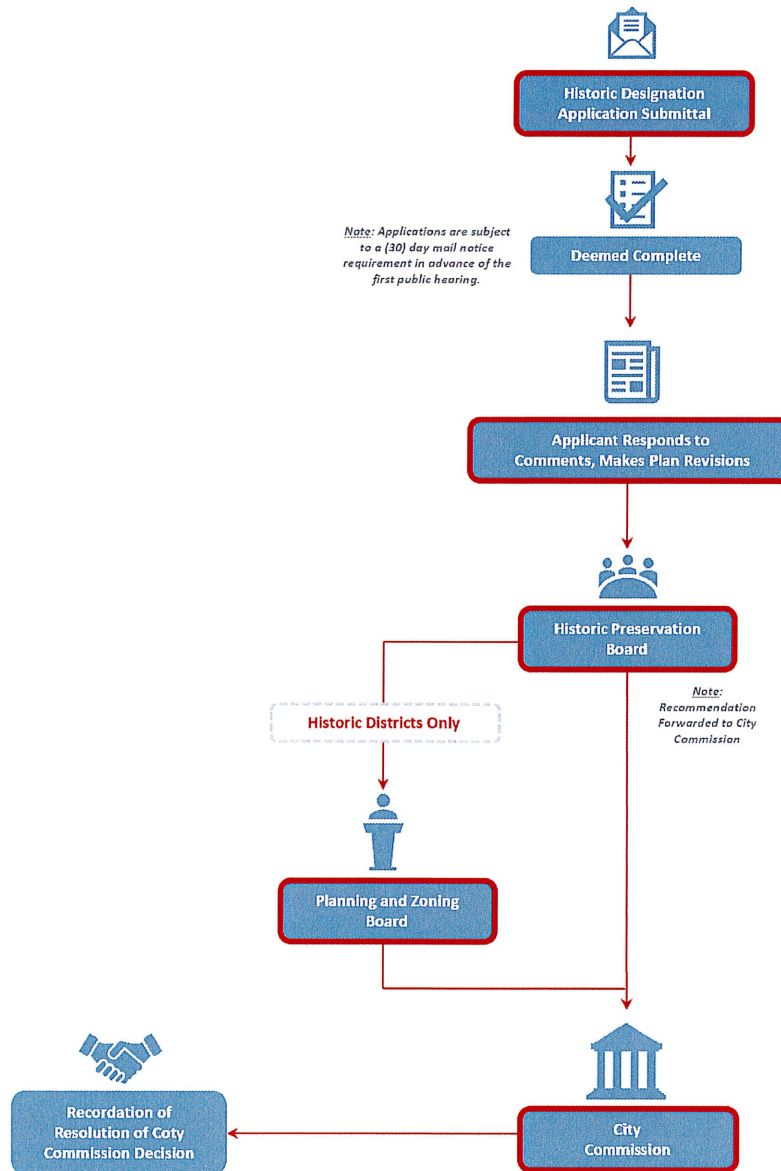 Historic Designation
Application Submittal
Note: Applications are subject
to a (30) day mail notice
requirement in advance of the
first public hearing.
Deemed Complete
Applicant Responds to
Comments, Makes Plan Revisions
Historic Preservation
Board
Note:
Recommendation
Forwarded to City
Commission
Historic Districts Only
Planning and Zoning
Board
City
Commission
Recordation of
Resolution of Coty
Commission Decision